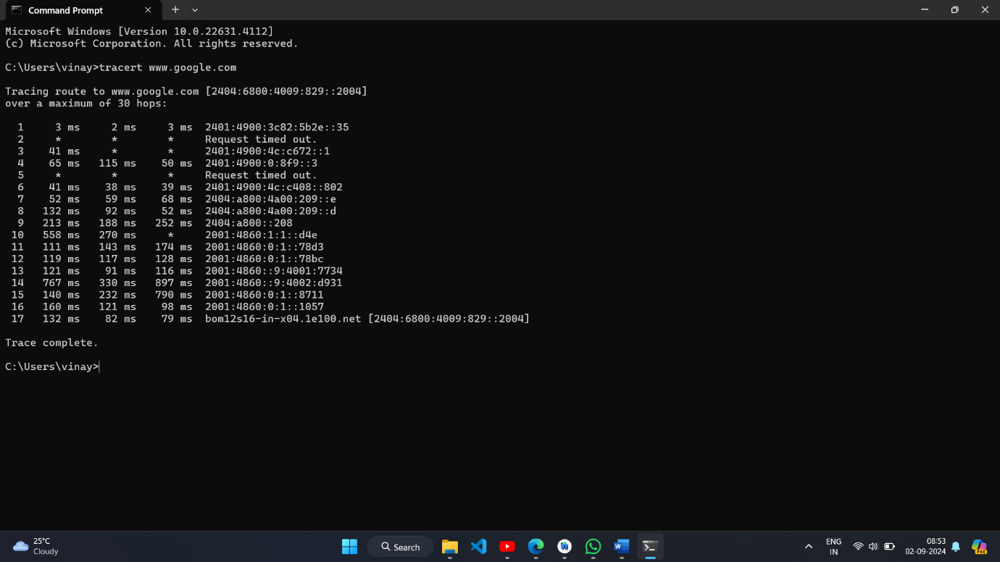 Command Prompt
Microsoft Windows [Version 10.0.22631.4112]
(c) Microsoft Corporation. All rights reserved.
C:\Users\vinay>tracert www.google.com
Tracing route to www.google.com [2404:6800:4009:829::2004]
over a maximum of 30 hops:
1 3 ms 2 ms 3 ms 2401:4900:3c82:5b2e::35
2 * * * Request timed out.
3 41 ms * * 2401:4900:4c:c672::1
4 65 ms 115 ms 50 ms 2401:4900:0:8f9::3
5 * * * Request timed out.
6 41 ms 38 ms 39 ms 2401:4900:4c:c408::802
7 52 ms 59 ms 68 ms 2404:a800:4a00:209::e
8 132 ms 92 ms 52 ms 2404:a800:4a00:209::d
9 213 ms 188 ms 252 ms 2404:a800::208
10 558 ms 270 ms * 2001:4860:1:1::d4e
11 111 ms 143 ms 174 ms 2001:4860:0:1::78d3
12 119 ms 117 ms 128 ms 2001:4860:0:1::78bc
13 121 ms 91 ms 116 ms 2001:4860::9:4001:7734
14 767 ms 330 ms 897 ms 2001:4860::9:4002:d931
15 140 ms 232 ms 790 ms 2001:4860:0:1::8711
16 160 ms 121 ms 98 ms 2001:4860:0:1::1057
17 132 ms 82 ms 79 ms bom12s16-in-x04.1e100.net [2404:6800:4009:829::2004]
Trace complete.
C:\Users\vinay>
25°C
Cloudy
Search
W
ENG
IN
08:53
02-09-2024
PRE